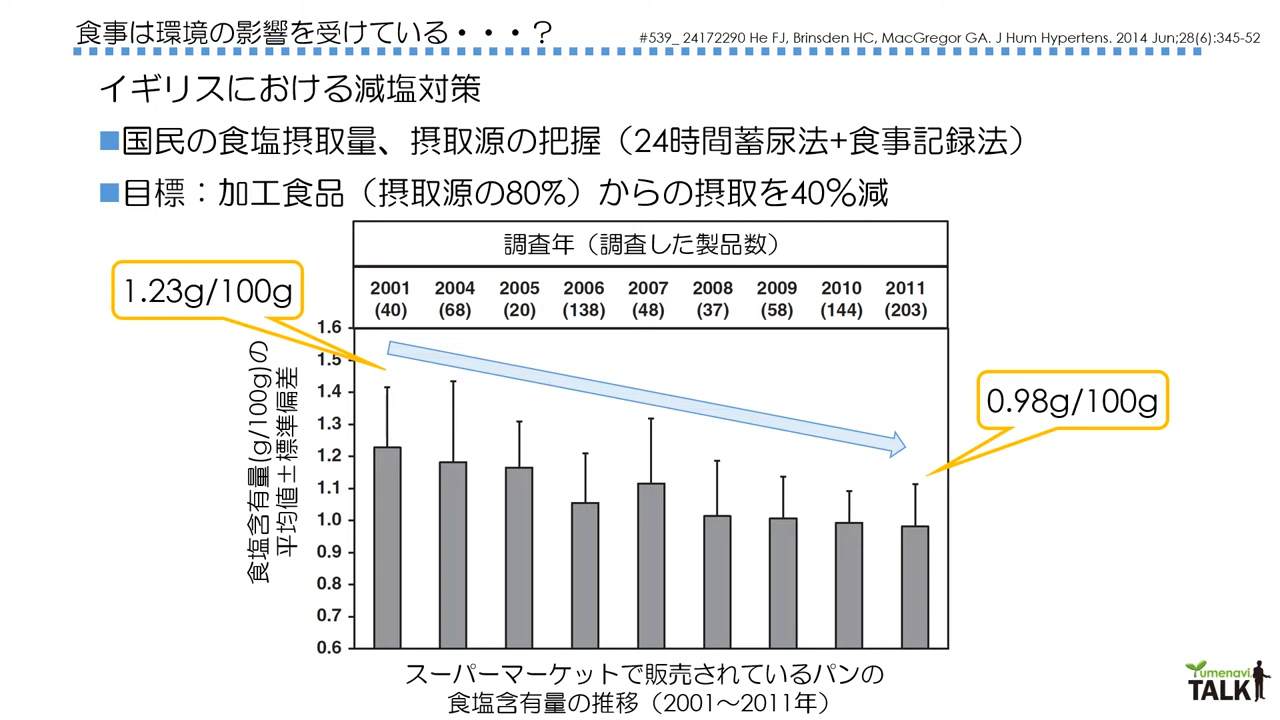 食事は環境の影響を受けている・・・？
#539_ 24172290 He FJ, Brinsden HC, MacGregor GA. J Hum Hypertens. 2014 Jun;28(6):345-52
イギリスにおける減塩対策
■国民の食塩摂取量、摂取源の把握（24時間蓄尿法+食事記録法）
■目標：加工食品（摂取源の80%）からの摂取を40%減
調査年（調査した製品数）
2001 2004 2005 2006 2007 2008 2009 2010 2011
(40) (68) (20) (138) (48) (37) (58) (144) (203)
1.23g/100g
0.98g/100g
食塩含有量(g/100g)の
平均値±標準偏差
1.6
1.5
1.4
1.3
1.2
1.1
1.0
0.9
0.8
0.7
0.6
スーパーマーケットで販売されているパンの
食塩含有量の推移（2001～2011年）
Yumenavi
TALK